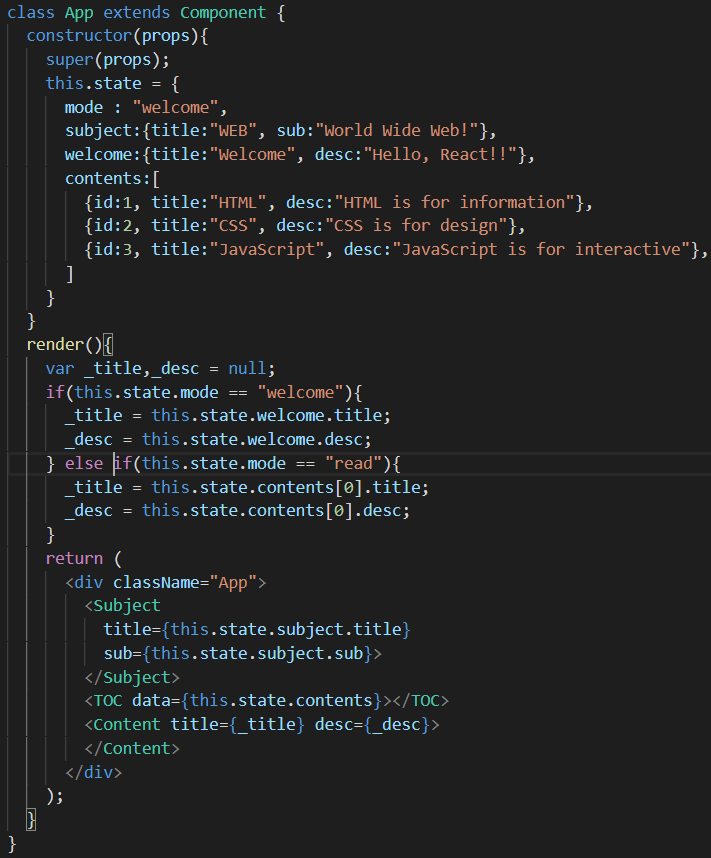 class App extends Component {
  constructor(props){
    super(props);
    this.state = {
      mode : "welcome",
      subject:{title:"WEB", sub:"World Wide Web!"},
      welcome:{title:"Welcome", desc:"Hello, React!!"},
      contents:[
        {id:1, title:"HTML", desc:"HTML is for information"},
        {id:2, title:"CSS", desc:"CSS is for design"},
        {id:3, title:"JavaScript", desc:"JavaScript is for interactive"},
      ]
    }
  }
  render(){
    var _title,_desc = null;
    if(this.state.mode == "welcome"){
      _title = this.state.welcome.title;
      _desc = this.state.welcome.desc;
    } else if(this.state.mode == "read"){
      _title = this.state.contents[0].title;
      _desc = this.state.contents[0].desc;
    }
    return (
      <div className="App">
        <Subject
          title={this.state.subject.title}
          sub={this.state.subject.sub}>
        </Subject>
        <TOC data={this.state.contents}></TOC>
        <Content title={_title} desc={_desc}>
        </Content>
      </div>
    );
  }
}